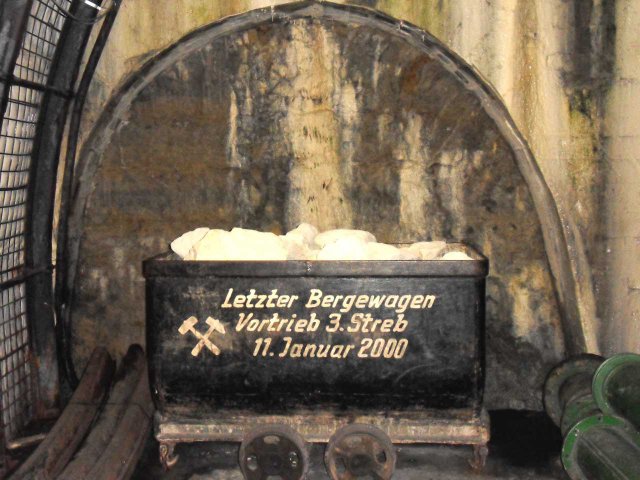 Letzter Bergewagen
Vortrieb 3. Streb
11. Januar 2000